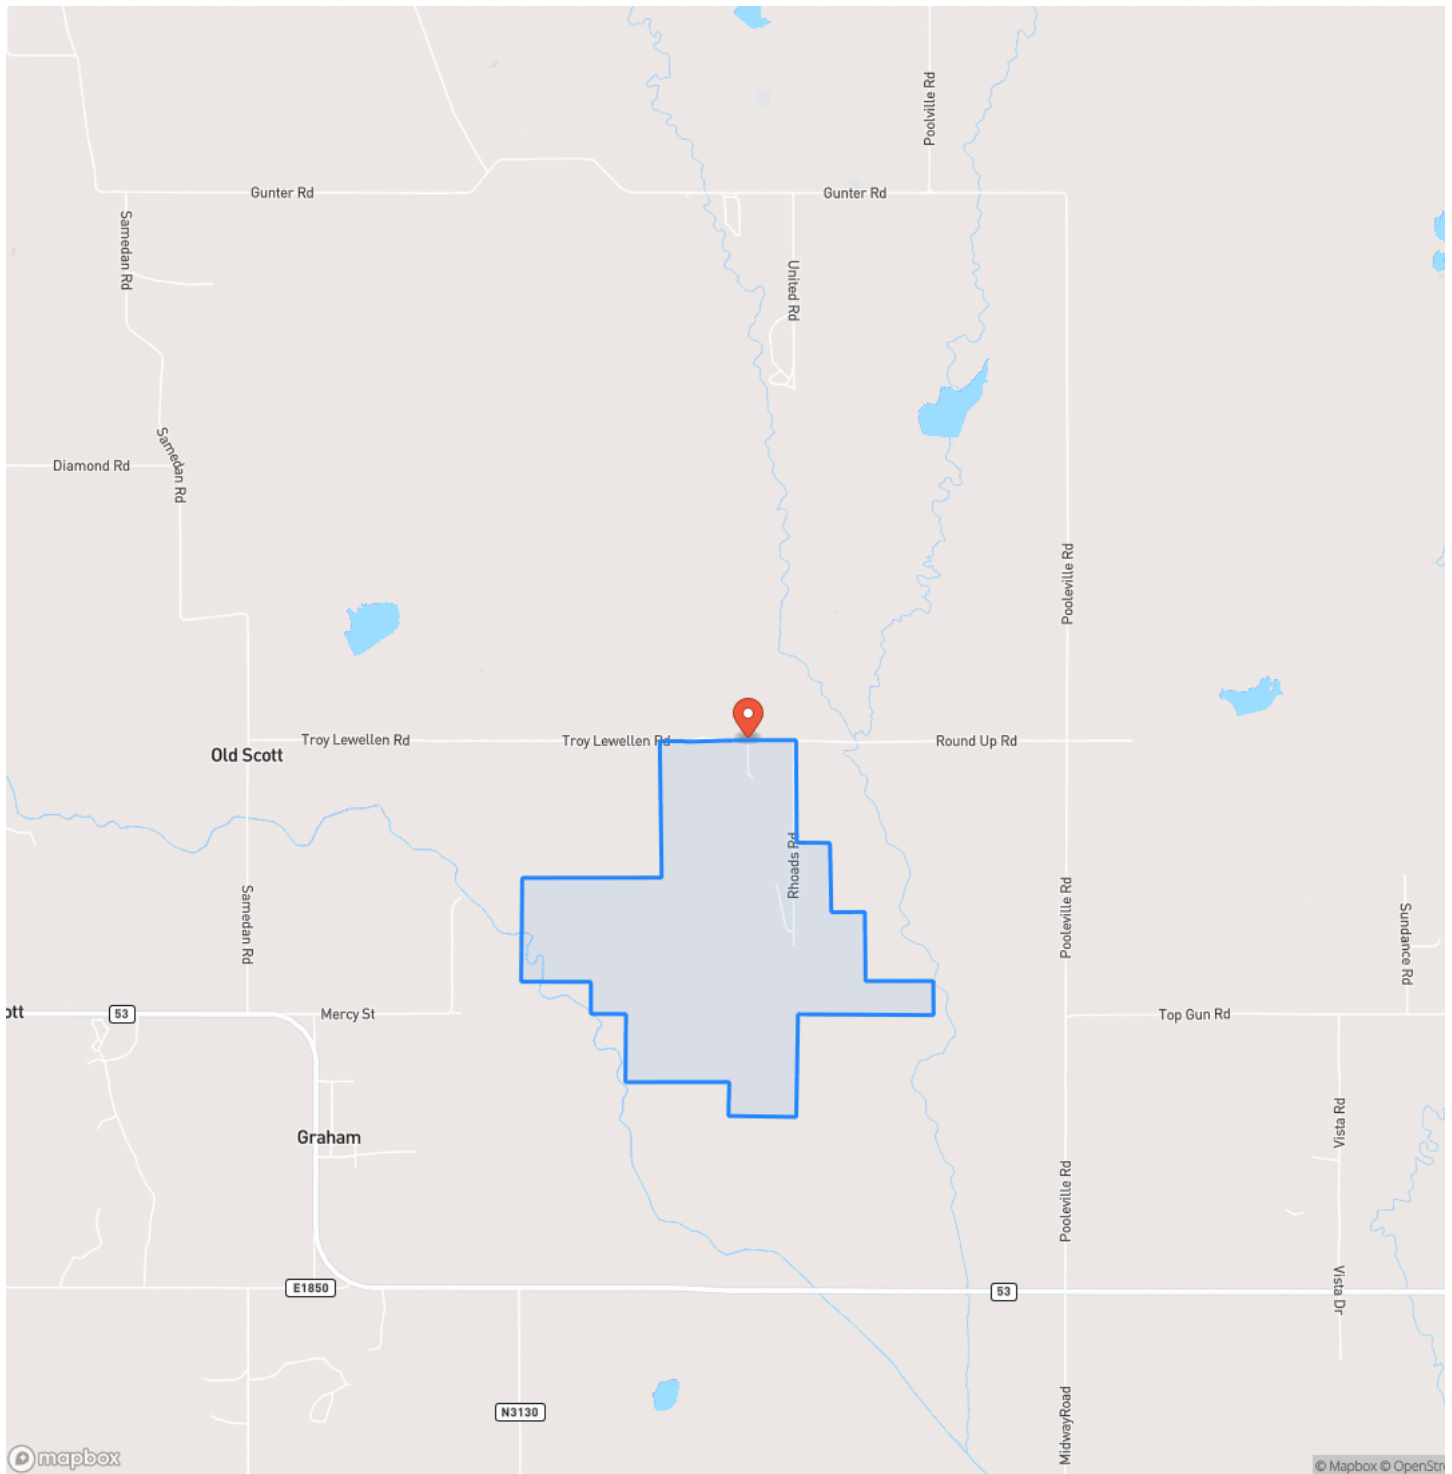 Poolville Rd
Gunter Rd
Gunter Rd
Samedan Rd
United Rd
Samedan Rd
Diamond Rd
Pooleville Rd
Troy Lewellen Rd
Troy Lewellen Rd
Round Up Rd
Old Scott
Rhoads Rd
Samedan Rd
Pooleville Rd
Sundance Rd
ott
53
Mercy St
Top Gun Rd
Vista Rd
Graham
Pooleville Rd
E1850
53
Vista Dr
N3130
MidwayRoad
mapbox
© Mapbox © OpenStre